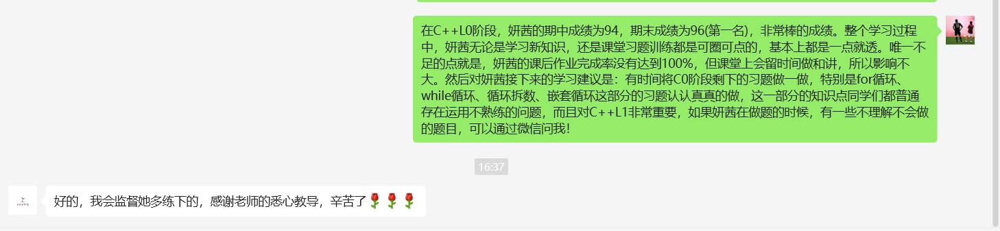 在C++L0阶段，妍茜的期中成绩为94，期末成绩为96(第一名)，非常棒的成绩。整个学习过程
中，妍茜无论是学习新知识，还是课堂习题训练都是可圈可点的，基本上都是一点就透。唯一不
足的点就是，妍茜的课后作业完成率没有达到100%，但课堂上会留时间做和讲，所以影响不
大。然后对妍茜接下来的学习建议是：有时间将C0阶段剩下的习题做一做，特别是for循环、
while循环、循环拆数、嵌套循环这部分的习题认认真真的做，这一部分的知识点同学们都普通
存在运用不熟练的问题，而且对C++L1非常重要，如果妍茜在做题的时候，有一些不理解不会做
的题目，可以通过微信问我！
16:37
好的，我会监督她多练下的，感谢老师的悉心教导，辛苦了🌹🌹🌹